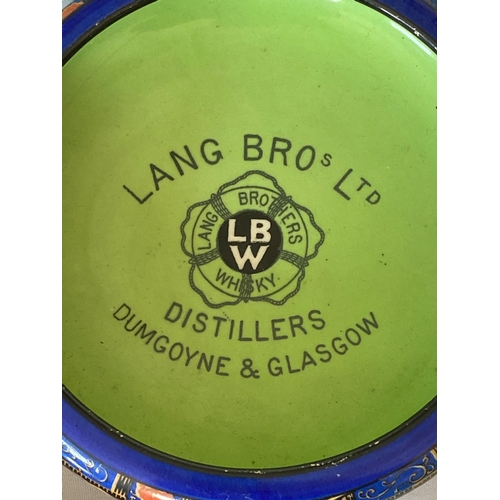 LANG BROS LTD
LANG BROTHERS
LB
W
WHISKY
DISTILLERS
DUMGOYNE & GLASGOW